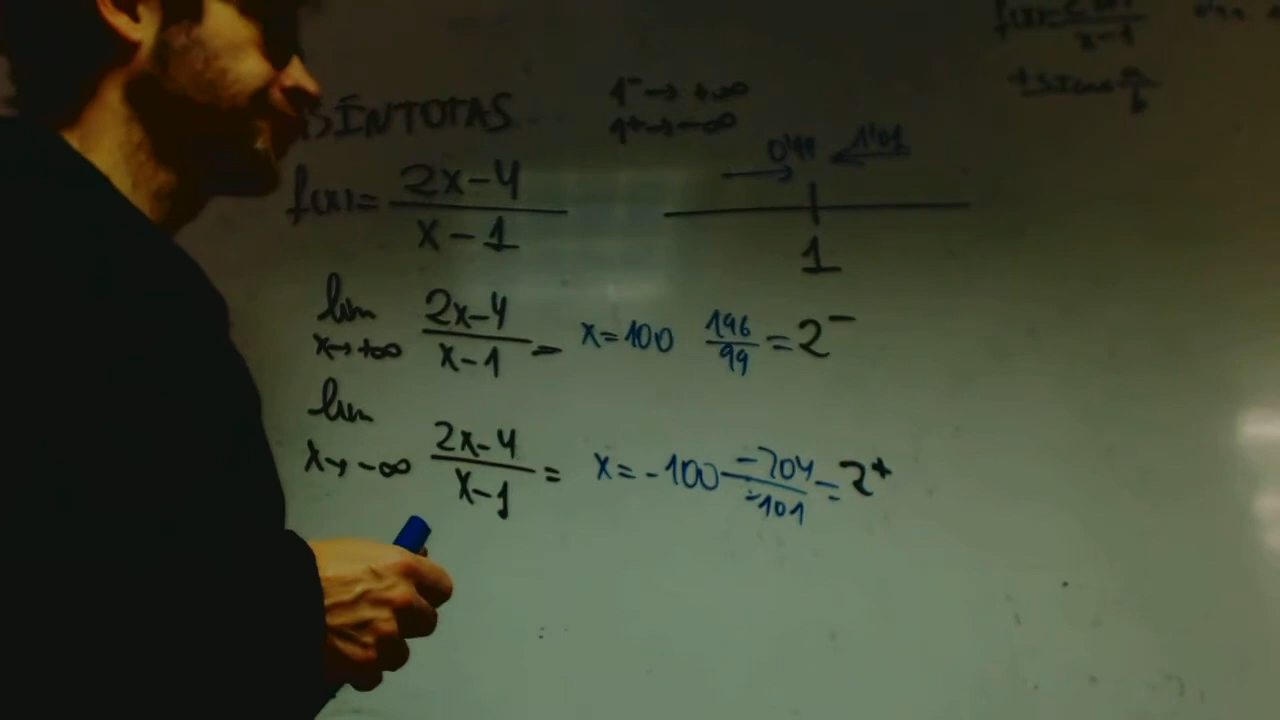 SÍNTOTAS
1⁻ → +∞
1⁺ → -∞
0'99 1'01
f(x) = (2x-4)/(x-1)
1
lim x→+∞ (2x-4)/(x-1) = x=100 196/99 = 2⁻
lim x→-∞ (2x-4)/(x-1) = x=-100 -204/-101 = 2⁺